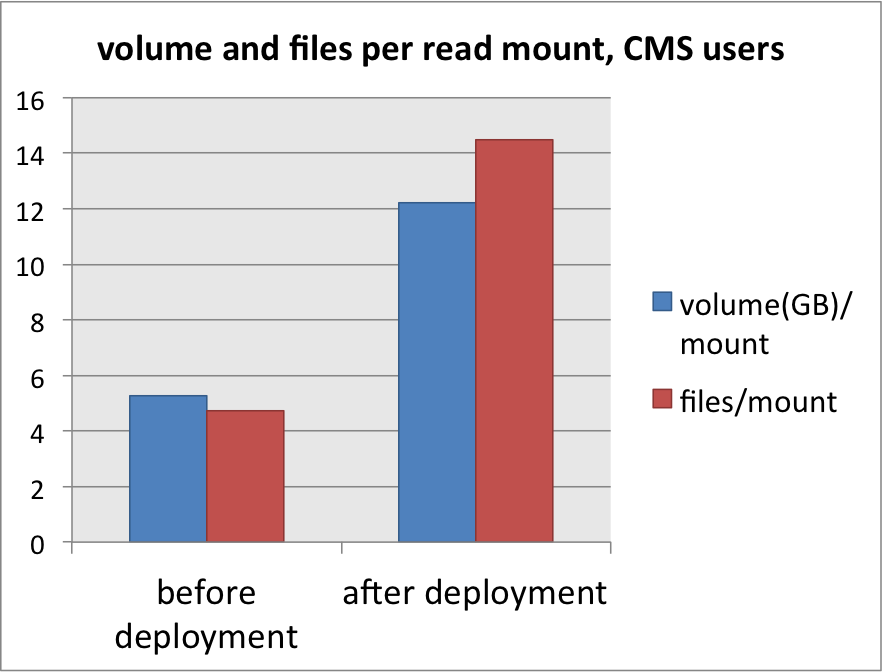 volume and files per read mount, CMS users
16
14
12
10
8
6
4
2
0
before
deployment
after deployment
volume(GB)/
mount
files/mount